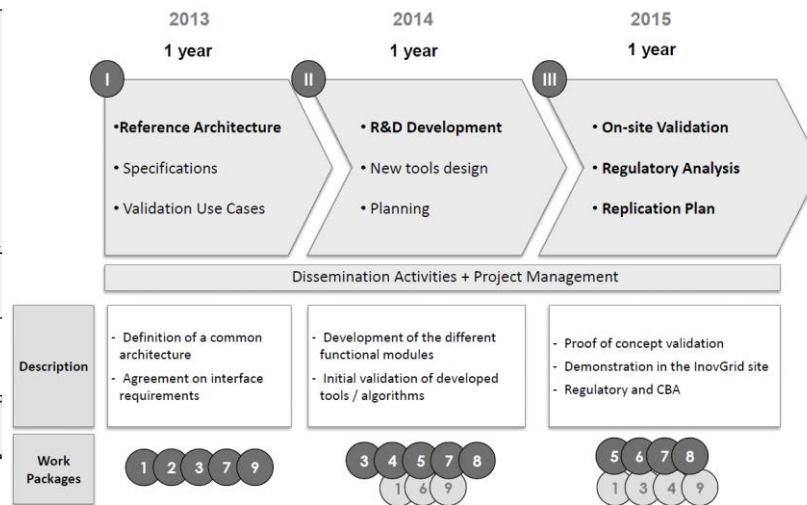 2013
2014
2015
1 year
1 year
1 year
I
II
III
•Reference Architecture
• Specifications
• Validation Use Cases
• R&D Development
• New tools design
• Planning
• On-site Validation
• Regulatory Analysis
• Replication Plan
Dissemination Activities + Project Management
Description
- Definition of a common
architecture
- Agreement on interface
requirements
- Development of the different
functional modules
- Initial validation of developed
tools / algorithms
- Proof of concept validation
- Demonstration in the InovGrid site
- Regulatory and CBA
Work
Packages
1 2 3 7 9
3 4 5 7 8
1 6 9
5 6 7 8
1 3 4 9